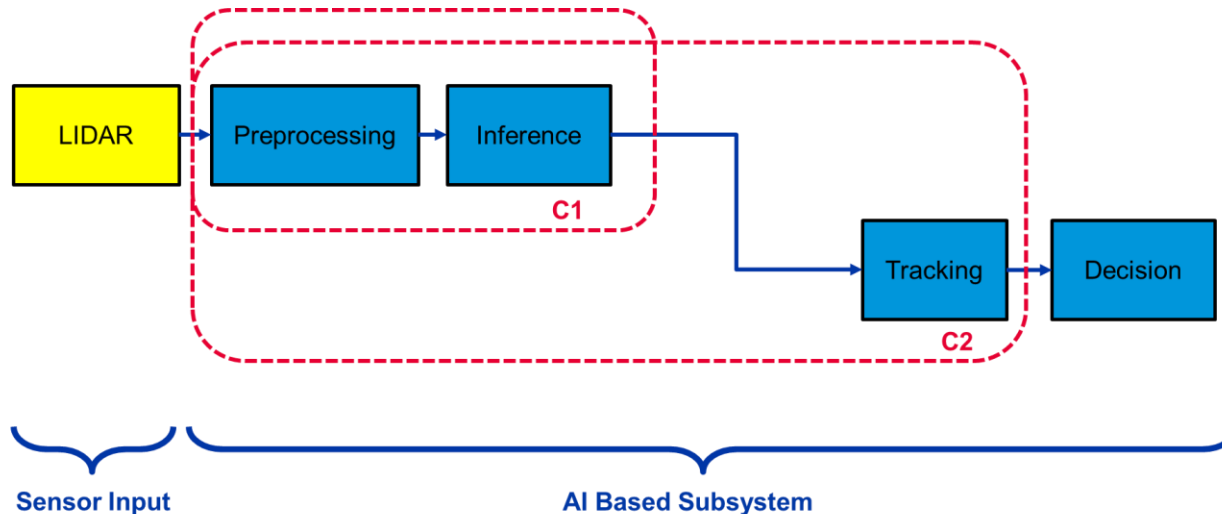 LIDAR
Preprocessing
Inference
C1
Tracking
Decision
C2
Sensor Input
AI Based Subsystem